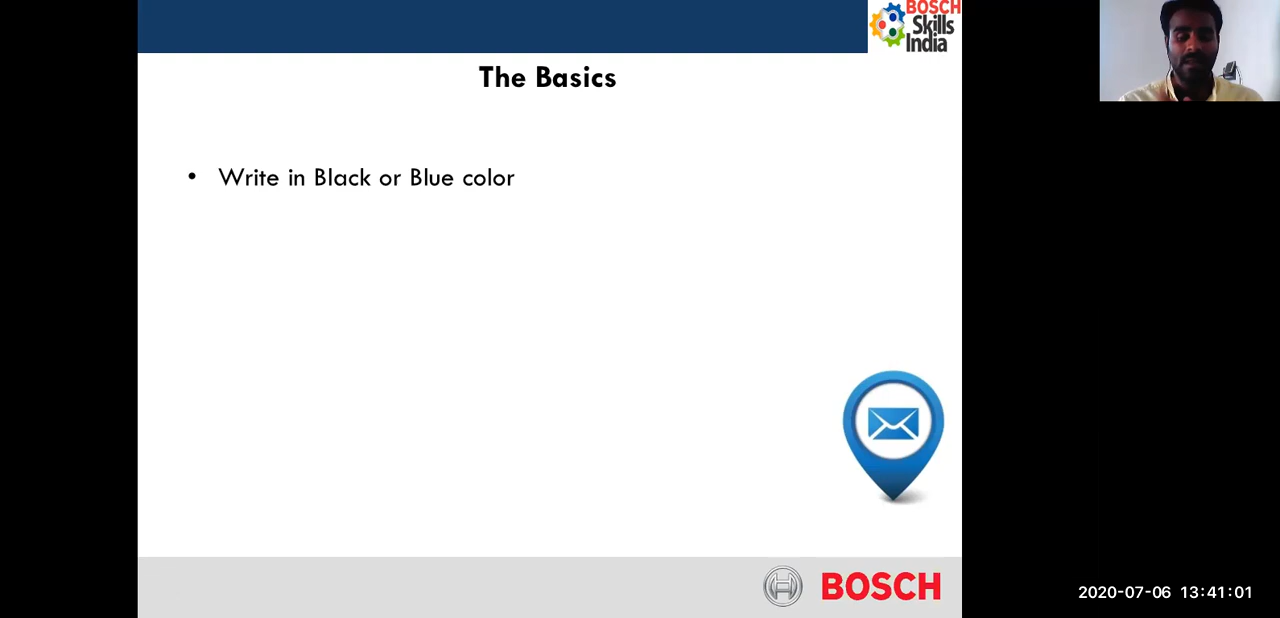 BOSCH
Skills
India
The Basics
• Write in Black or Blue color
BOSCH
2020-07-06 13:41:01